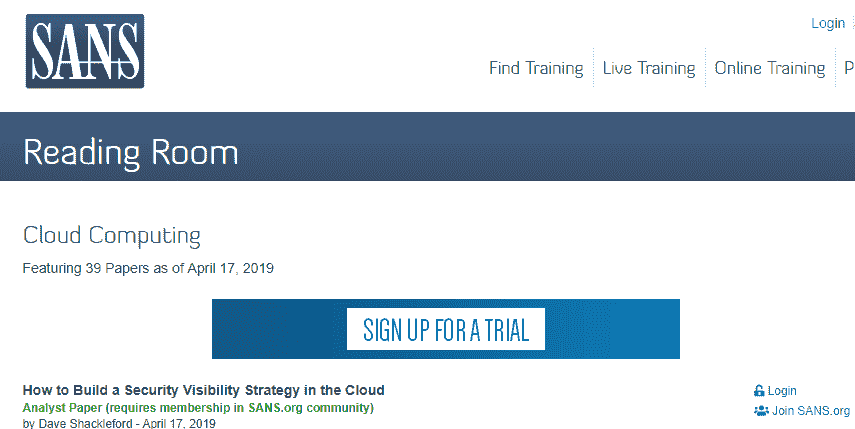 SANS
Login
Find Training
Live Training
Online Training
P
Reading Room
Cloud Computing
Featuring 39 Papers as of April 17, 2019
SIGN UP FOR A TRIAL
How to Build a Security Visibility Strategy in the Cloud
Login
Analyst Paper (requires membership in SANS.org community)
Join SANS.org
by Dave Shackleford - April 17, 2019